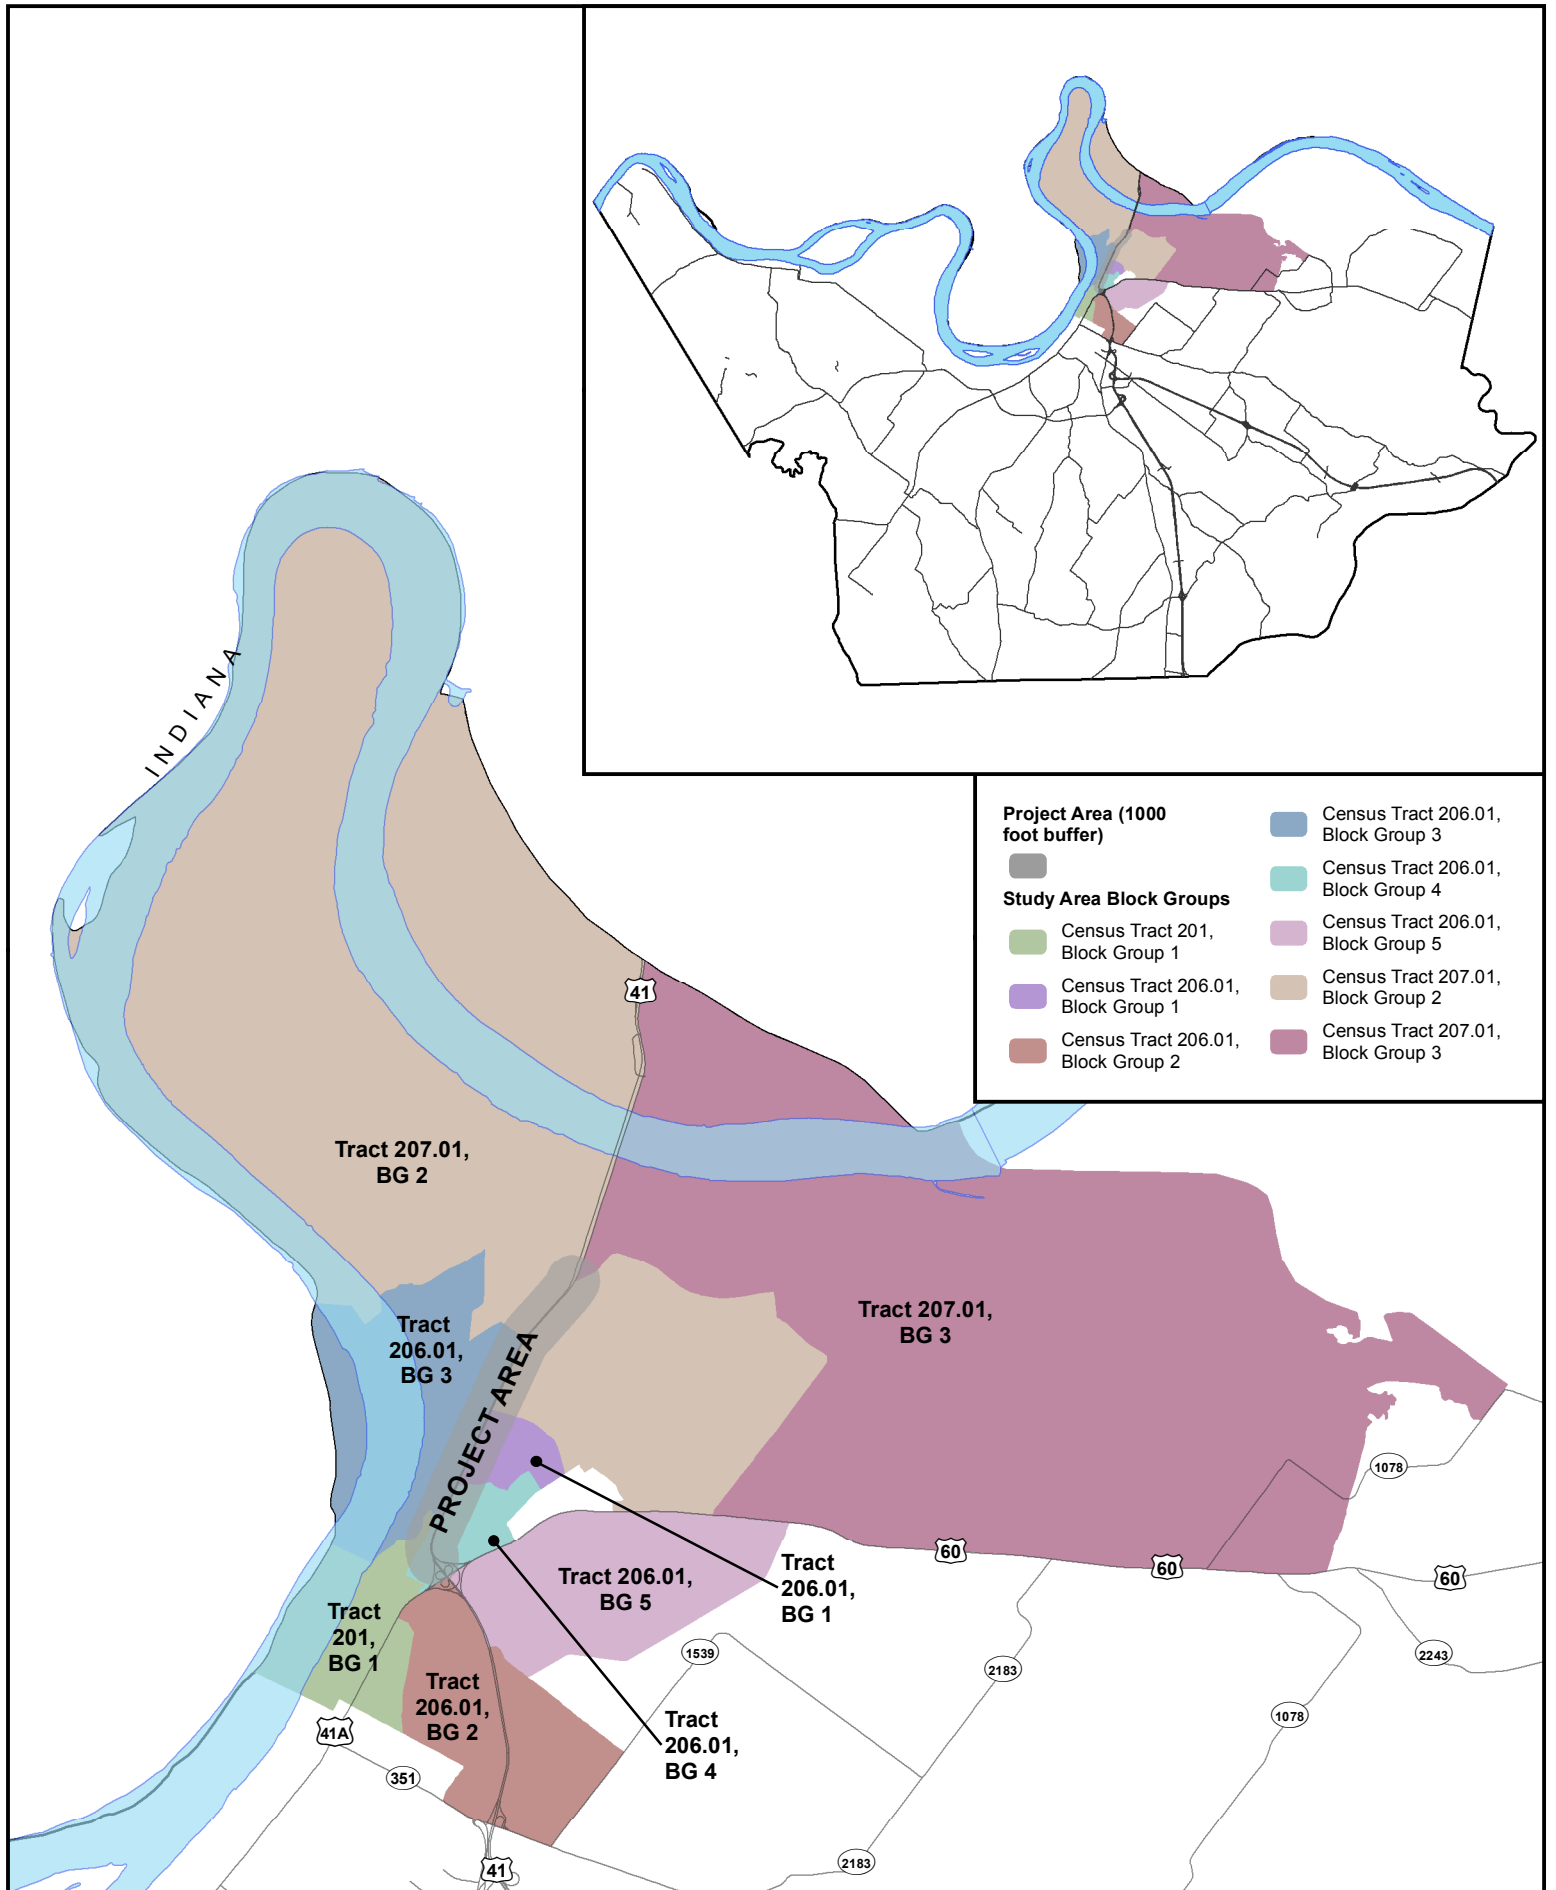 Project Area (1000
foot buffer)
Study Area Block Groups
Census Tract 201,
Block Group 1
Census Tract 206.01,
Block Group 1
Census Tract 206.01,
Block Group 2
Census Tract 206.01,
Block Group 3
Census Tract 206.01,
Block Group 4
Census Tract 206.01,
Block Group 5
Census Tract 207.01,
Block Group 2
Census Tract 207.01,
Block Group 3
INDIANA
41
Tract 207.01,
BG 2
Tract 207.01,
BG 3
Tract
206.01,
BG 3
PROJECT AREA
1078
60
60
60
Tract 206.01,
BG 5
Tract
206.01,
BG 1
Tract
201,
BG 1
1539
2183
2243
Tract
206.01,
BG 2
Tract
206.01,
BG 4
1078
41A
351
2183
41